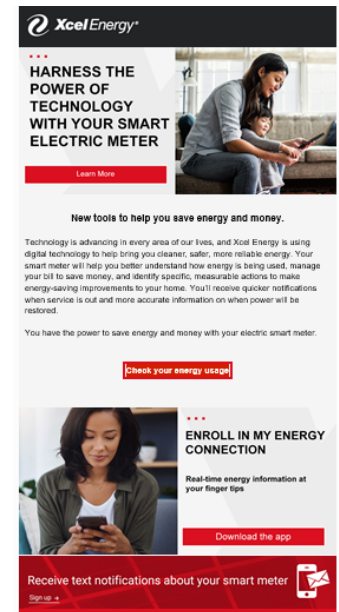 Xcel Energy®
HARNESS THE
POWER OF
TECHNOLOGY
WITH YOUR SMART
ELECTRIC METER
Learn More
New tools to help you save energy and money.
Technology is advancing in every area of our lives, and Xcel Energy is using
digital technology to help bring you cleaner, safer, more reliable energy. Your
smart meter will help you better understand how energy is being used, manage
your bill to save money, and identify specific, measurable actions to make
energy-saving improvements to your home. You'll receive quicker notifications
when service is out and more accurate information on when power will be
restored.
You have the power to save energy and money with your electric smart meter.
Check your energy usage
ENROLL IN MY ENERGY
CONNECTION
Real-time energy information at
your finger tips
Download the app
Receive text notifications about your smart meter
Sign up →